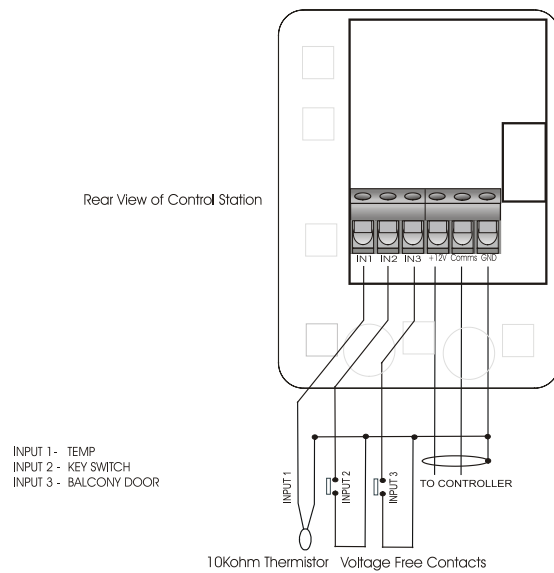 Rear View of Control Station
IN1 IN2 IN3 +12V Comms GND
INPUT 1 - TEMP
INPUT 2 - KEY SWITCH
INPUT 3 - BALCONY DOOR
INPUT 1
INPUT 2
INPUT 3
TO CONTROLLER
10Kohm Thermistor
Voltage Free Contacts